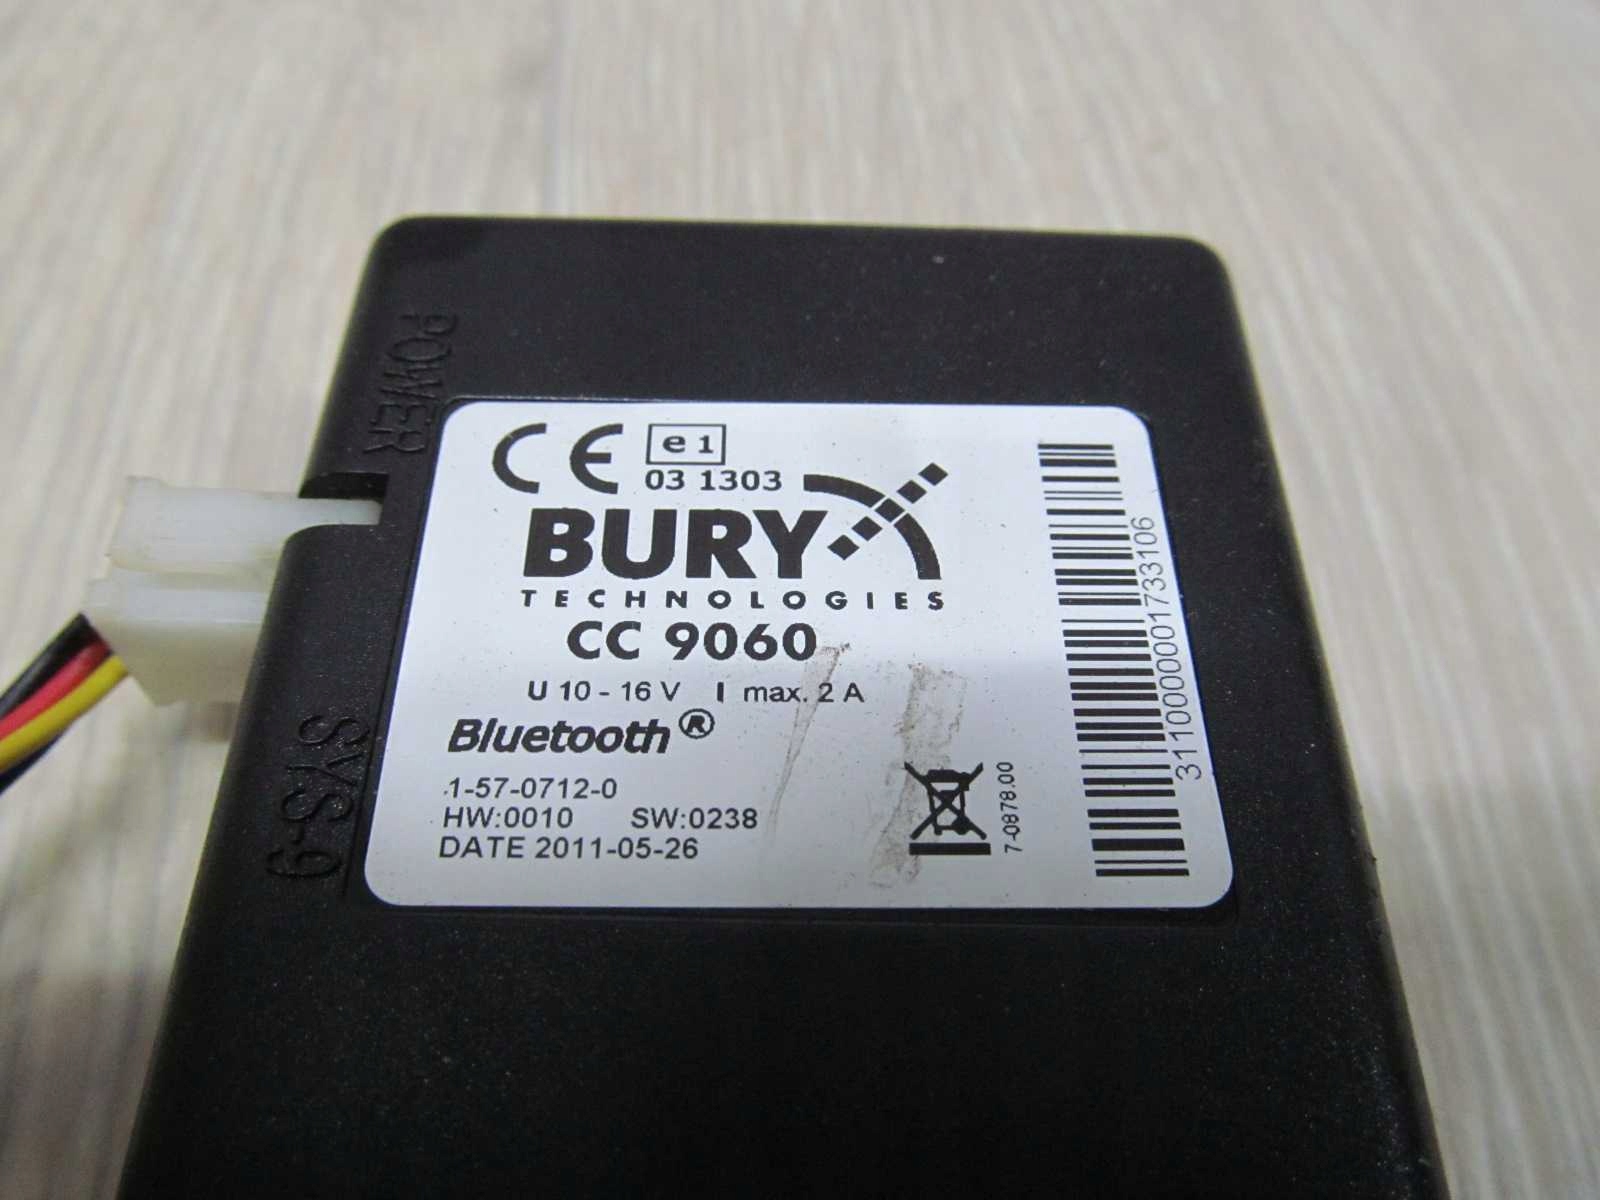 POWER
SYS-9
CE e1
03 1303
BURY
TECHNOLOGIES
CC 9060
U 10 - 16 V I max. 2 A
Bluetooth®
1-57-0712-0
HW:0010 SW:0238
DATE 2011-05-26
7-0878.00
3110000001733106